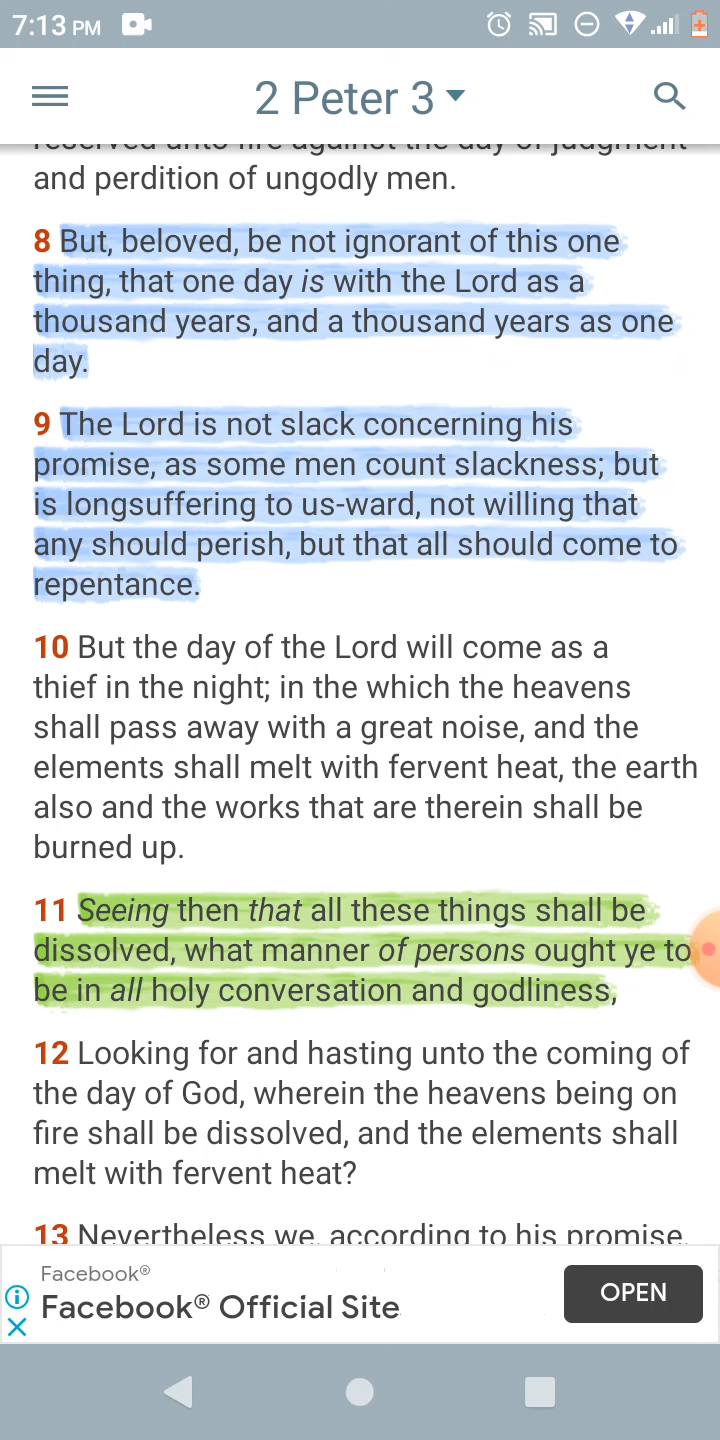 7:13 PM
2 Peter 3
reserved unto fire against the day of judgment
and perdition of ungodly men.
8 But, beloved, be not ignorant of this one
thing, that one day is with the Lord as a
thousand years, and a thousand years as one
day.
9 The Lord is not slack concerning his
promise, as some men count slackness; but
is longsuffering to us-ward, not willing that
any should perish, but that all should come to
repentance.
10 But the day of the Lord will come as a
thief in the night; in the which the heavens
shall pass away with a great noise, and the
elements shall melt with fervent heat, the earth
also and the works that are therein shall be
burned up.
11 Seeing then that all these things shall be
dissolved, what manner of persons ought ye to
be in all holy conversation and godliness,
12 Looking for and hasting unto the coming of
the day of God, wherein the heavens being on
fire shall be dissolved, and the elements shall
melt with fervent heat?
13 Nevertheless we, according to his promise,
Facebook®
Facebook® Official Site
OPEN